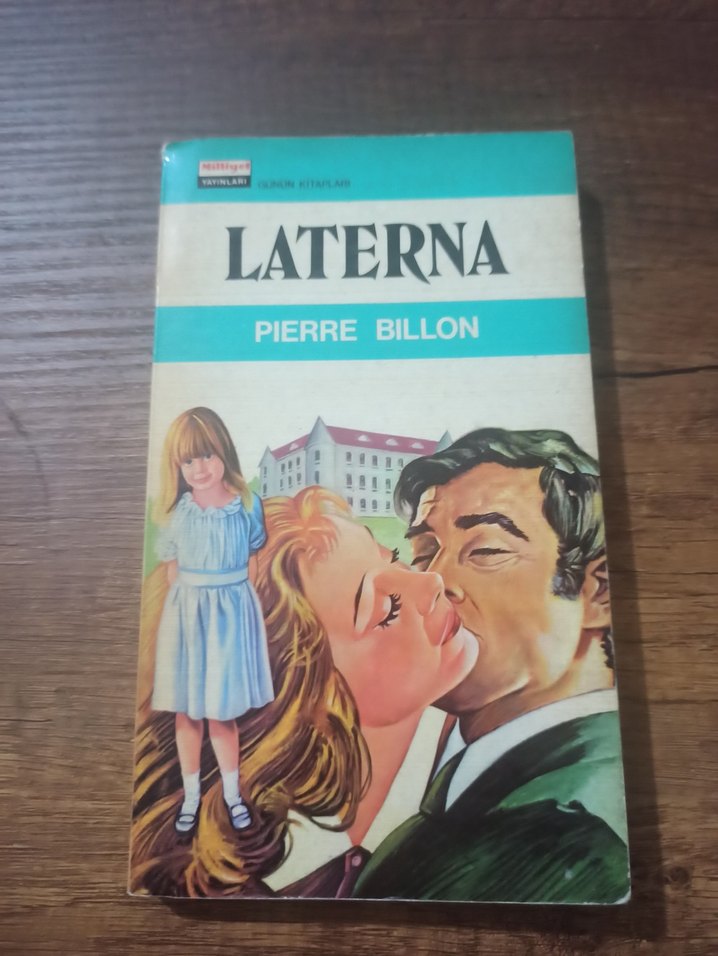 Milliyet
YAYINLARI
GÜNÜN KİTAPLARI
LATERNA
PIERRE BILLON